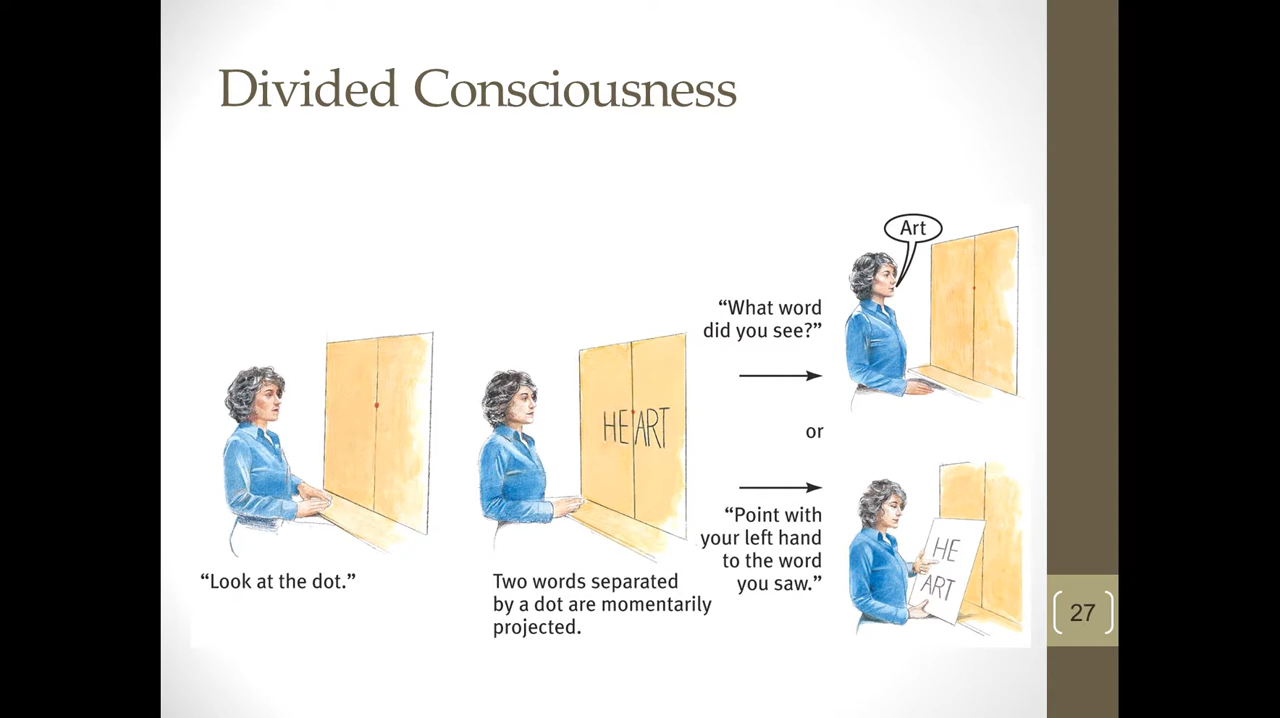 Divided Consciousness
“Look at the dot.”
HE ART
Two words separated
by a dot are momentarily
projected.
“What word
did you see?”
Art
or
“Point with
your left hand
to the word
you saw.”
HE
ART
27